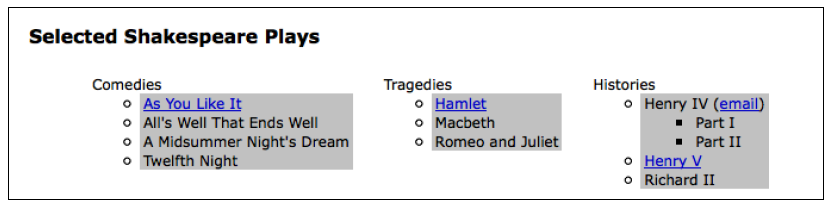 Selected Shakespeare Plays
Comedies
As You Like It
All's Well That Ends Well
A Midsummer Night's Dream
Twelfth Night
Tragedies
Hamlet
Macbeth
Romeo and Juliet
Histories
Henry IV (email)
Part I
Part II
Henry V
Richard II